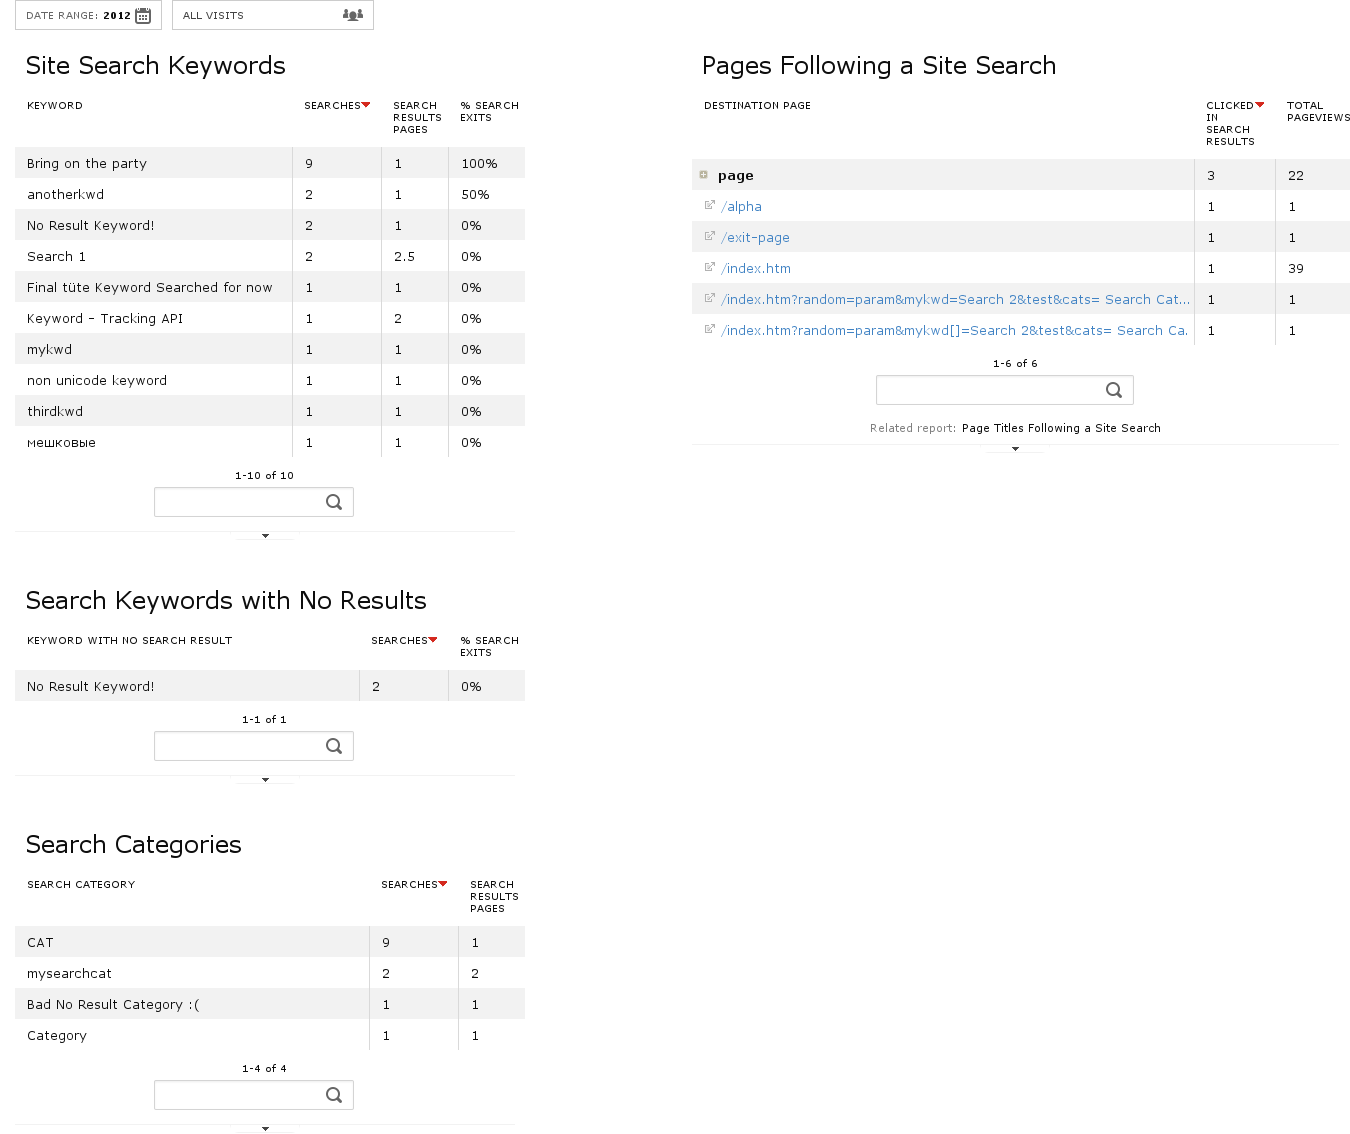 DATE RANGE: 2012
ALL VISITS
Site Search Keywords
KEYWORD SEARCHES SEARCH RESULTS PAGES % SEARCH EXITS
Bring on the party 9 1 100%
anotherkwd 2 1 50%
No Result Keyword! 2 1 0%
Search 1 2 2.5 0%
Final tüte Keyword Searched for now 1 1 0%
Keyword - Tracking API 1 2 0%
mykwd 1 1 0%
non unicode keyword 1 1 0%
thirdkwd 1 1 0%
мешковые 1 1 0%
1-10 of 10
Search Keywords with No Results
KEYWORD WITH NO SEARCH RESULT SEARCHES % SEARCH EXITS
No Result Keyword! 2 0%
1-1 of 1
Search Categories
SEARCH CATEGORY SEARCHES SEARCH RESULTS PAGES
CAT 9 1
mysearchcat 2 2
Bad No Result Category :( 1 1
Category 1 1
1-4 of 4
Pages Following a Site Search
DESTINATION PAGE CLICKED IN SEARCH RESULTS TOTAL PAGEVIEWS
page 3 22
/alpha 1 1
/exit-page 1 1
/index.htm 1 39
/index.htm?random=param&mykwd=Search 2&test&cats= Search Cat... 1 1
/index.htm?random=param&mykwd[]=Search 2&test&cats= Search Ca. 1 1
1-6 of 6
Related report: Page Titles Following a Site Search